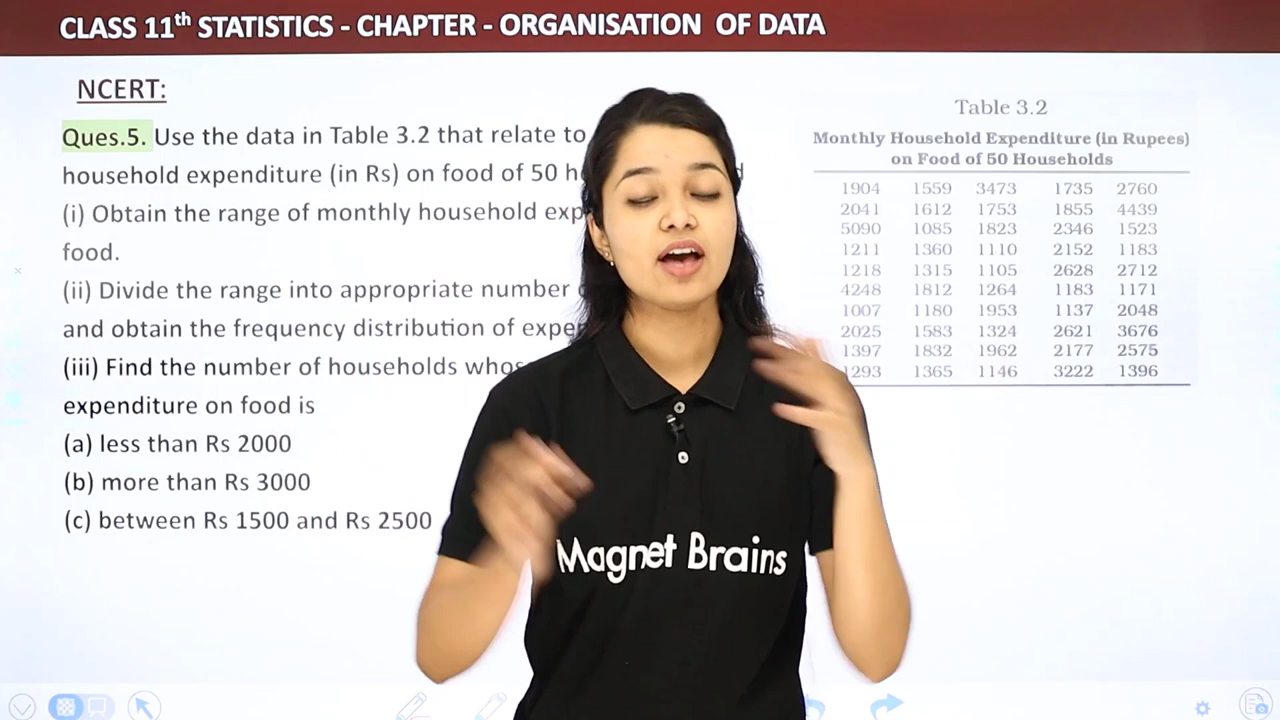 CLASS 11th STATISTICS - CHAPTER - ORGANISATION OF DATA
NCERT:
Ques.5. Use the data in Table 3.2 that relate to
household expenditure (in Rs) on food of 50
(i) Obtain the range of monthly household
food.
(ii) Divide the range into appropriate number
and obtain the frequency distribution of
(iii) Find the number of households
expenditure on food is
(a) less than Rs 2000
(b) more than Rs 3000
(c) between Rs 1500 and Rs 2500
Table 3.2
Monthly Household Expenditure (in Rupees)
on Food of 50 Households
1904 1559 3473 1735 2760
2041 1612 1753 1855 4439
5090 1085 1823 2346 1523
1211 1360 1110 2152 1183
1218 1315 1105 2628 2712
4248 1812 1264 1183 1171
1007 1180 1953 1137 2048
2025 1583 1324 2621 3676
1397 1832 1962 2177 2575
1293 1365 1146 3222 1396
Magnet Brains